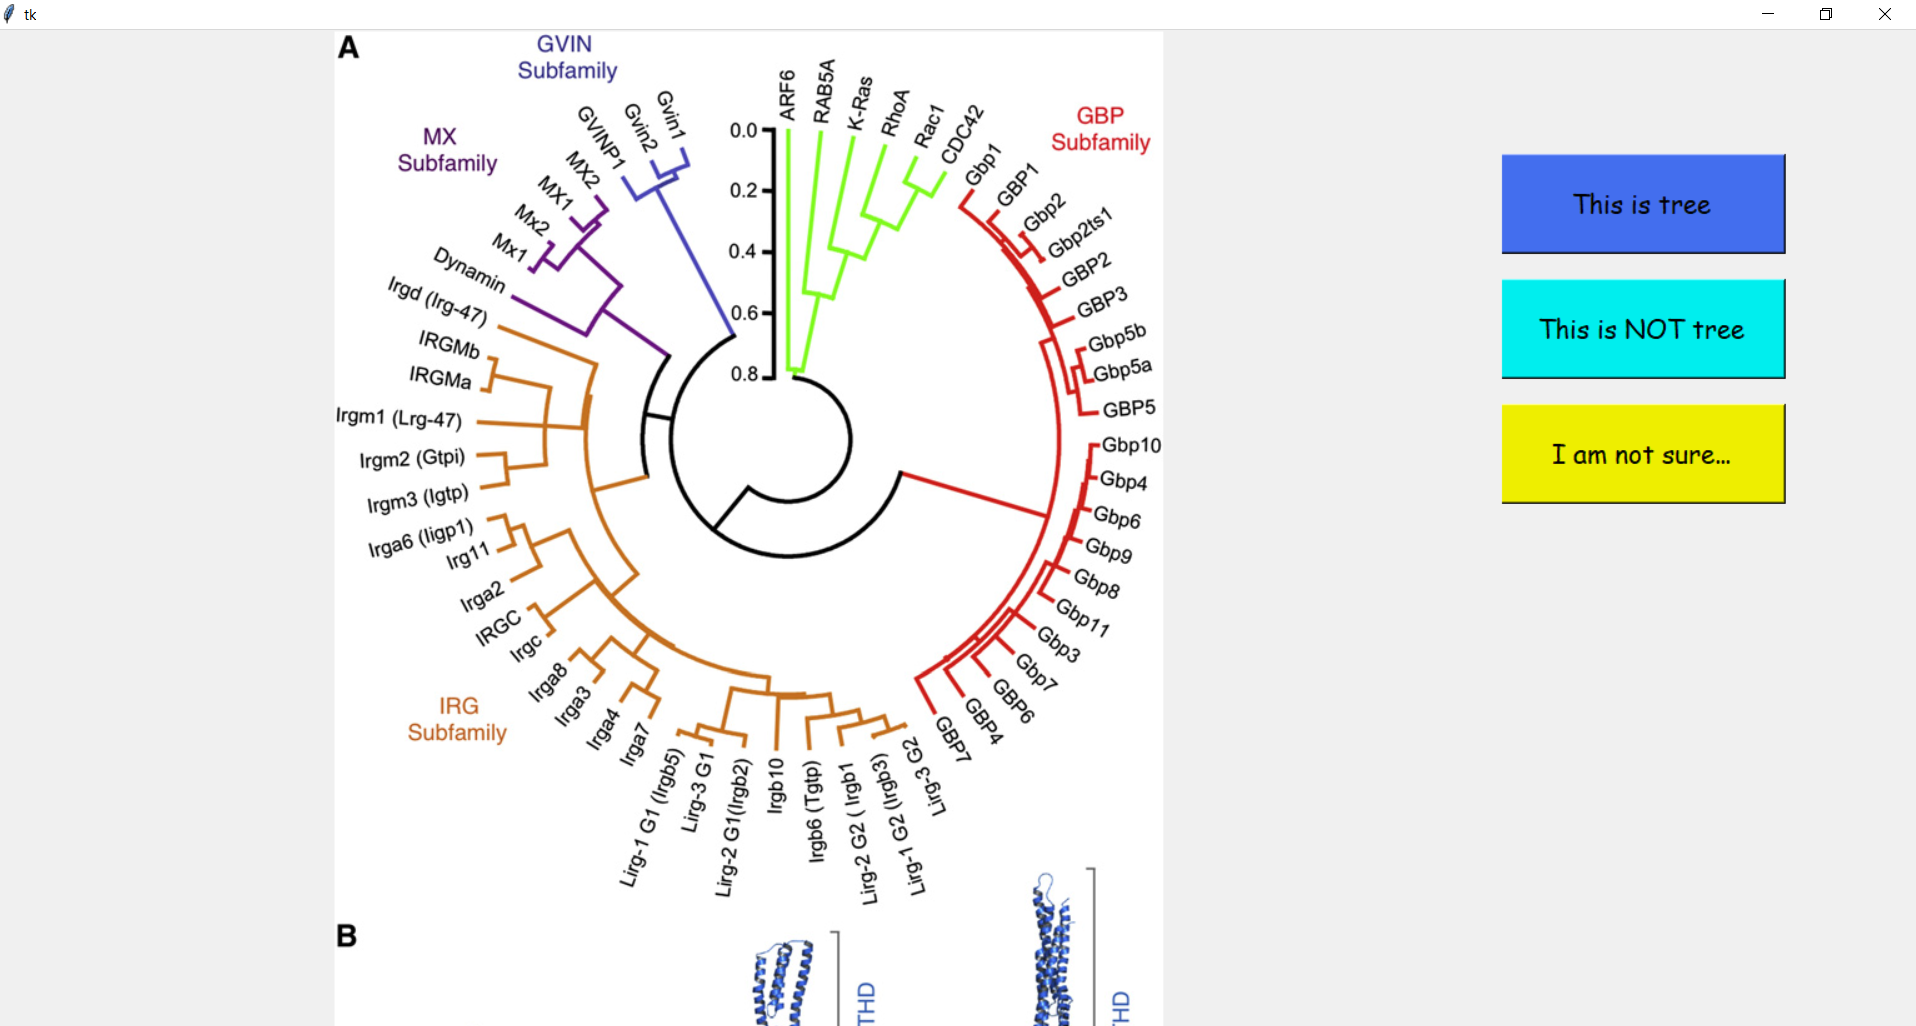 tk
A
GVIN
Subfamily
MX
Subfamily
GBP
Subfamily
IRG
Subfamily
0.0
0.2
0.4
0.6
0.8
ARF6
RAB5A
K-Ras
RhoA
Rac1
CDC42
Gbp1
GBP1
Gbp2
Gbp2ts1
GBP2
GBP3
Gbp5b
Gbp5a
GBP5
Gbp10
Gbp4
Gbp6
Gbp9
Gbp8
Gbp11
Gbp3
Gbp7
GBP6
GBP4
GBP7
Lirg-3 G2
Lirg-1 G2 (Irgb3)
Lirg-2 G2 ( Irgb1
Irgb6 (Tgtp)
Irgb10
Lirg-2 G1(Irgb2)
Lirg-3 G1
Lirg-1 G1 (Irgb5)
Irga7
Irga4
Irga3
Irga8
Irgc
IRGC
Irga2
Irg11
Irga6 (Iigp1)
Irgm3 (Igtp)
Irgm2 (Gtpi)
Irgm1 (Lrg-47)
IRGMa
IRGMb
Irgd (Irg-47)
Dynamin
Mx1
Mx2
MX1
MX2
GVINP1
Gvin2
Gvin1
B
THD
THD
This is tree
This is NOT tree
I am not sure...